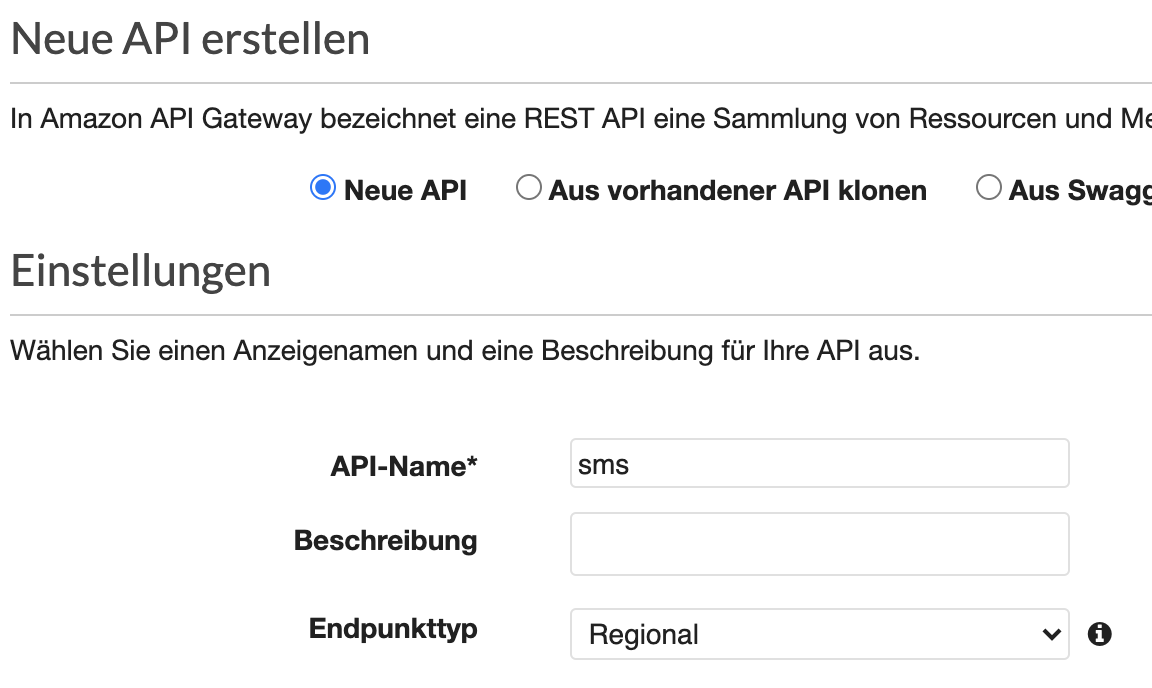 Neue API erstellen
In Amazon API Gateway bezeichnet eine REST API eine Sammlung von Ressourcen und
Neue API Aus vorhandener API klonen Aus
Einstellungen
Wählen Sie einen Anzeigenamen und eine Beschreibung für Ihre API aus.
API-Name* sms
Beschreibung
Endpunkttyp Regional